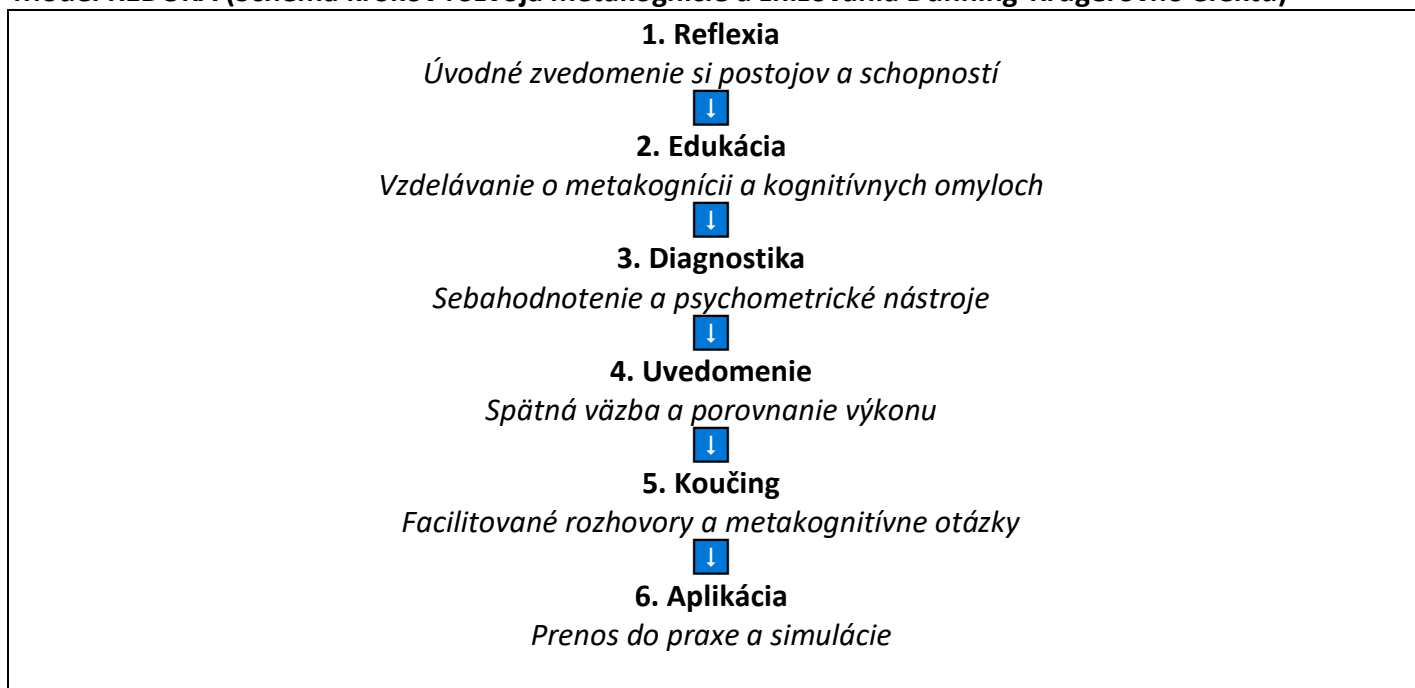 1. Reflexia
Úvodné zvedomenie si postojov a schopností
↓
2. Edukácia
Vzdelávanie o metakognícii a kognitívnych omyloch
↓
3. Diagnostika
Sebahodnotenie a psychometrické nástroje
↓
4. Uvedomenie
Spätná väzba a porovnanie výkonu
↓
5. Koučing
Facilitované rozhovory a metakognitívne otázky
↓
6. Aplikácia
Prenos do praxe a simulácie